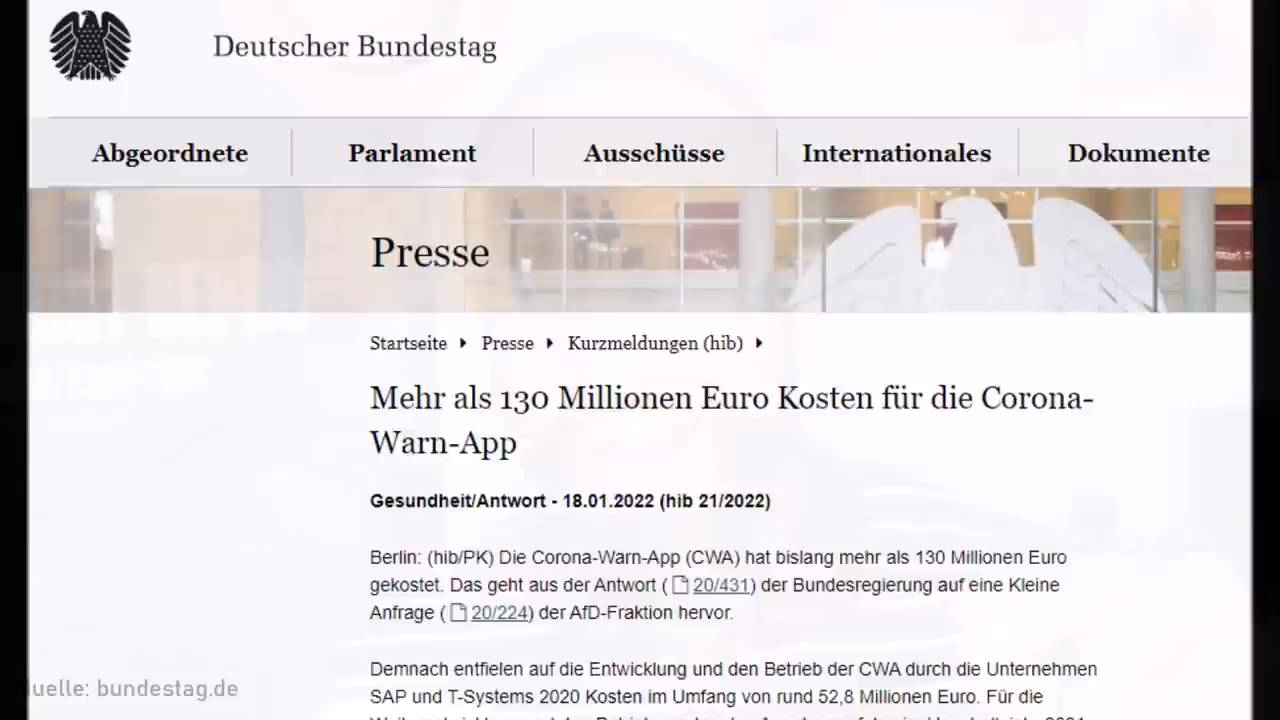 Deutscher Bundestag
Abgeordnete
Parlament
Ausschüsse
Internationales
Dokumente
Presse
Startseite
Presse
Kurzmeldungen (hib)
Mehr als 130 Millionen Euro Kosten für die Corona-
Warn-App
Gesundheit/Antwort - 18.01.2022 (hib 21/2022)
Berlin: (hib/PK) Die Corona-Warn-App (CWA) hat bislang mehr als 130 Millionen Euro
gekostet. Das geht aus der Antwort ( 20/431) der Bundesregierung auf eine Kleine
Anfrage ( 20/224) der AfD-Fraktion hervor.
Demnach entfielen auf die Entwicklung und den Betrieb der CWA durch die Unternehmen
SAP und T-Systems 2020 Kosten im Umfang von rund 52,8 Millionen Euro. Für die
uelle: bundestag.de